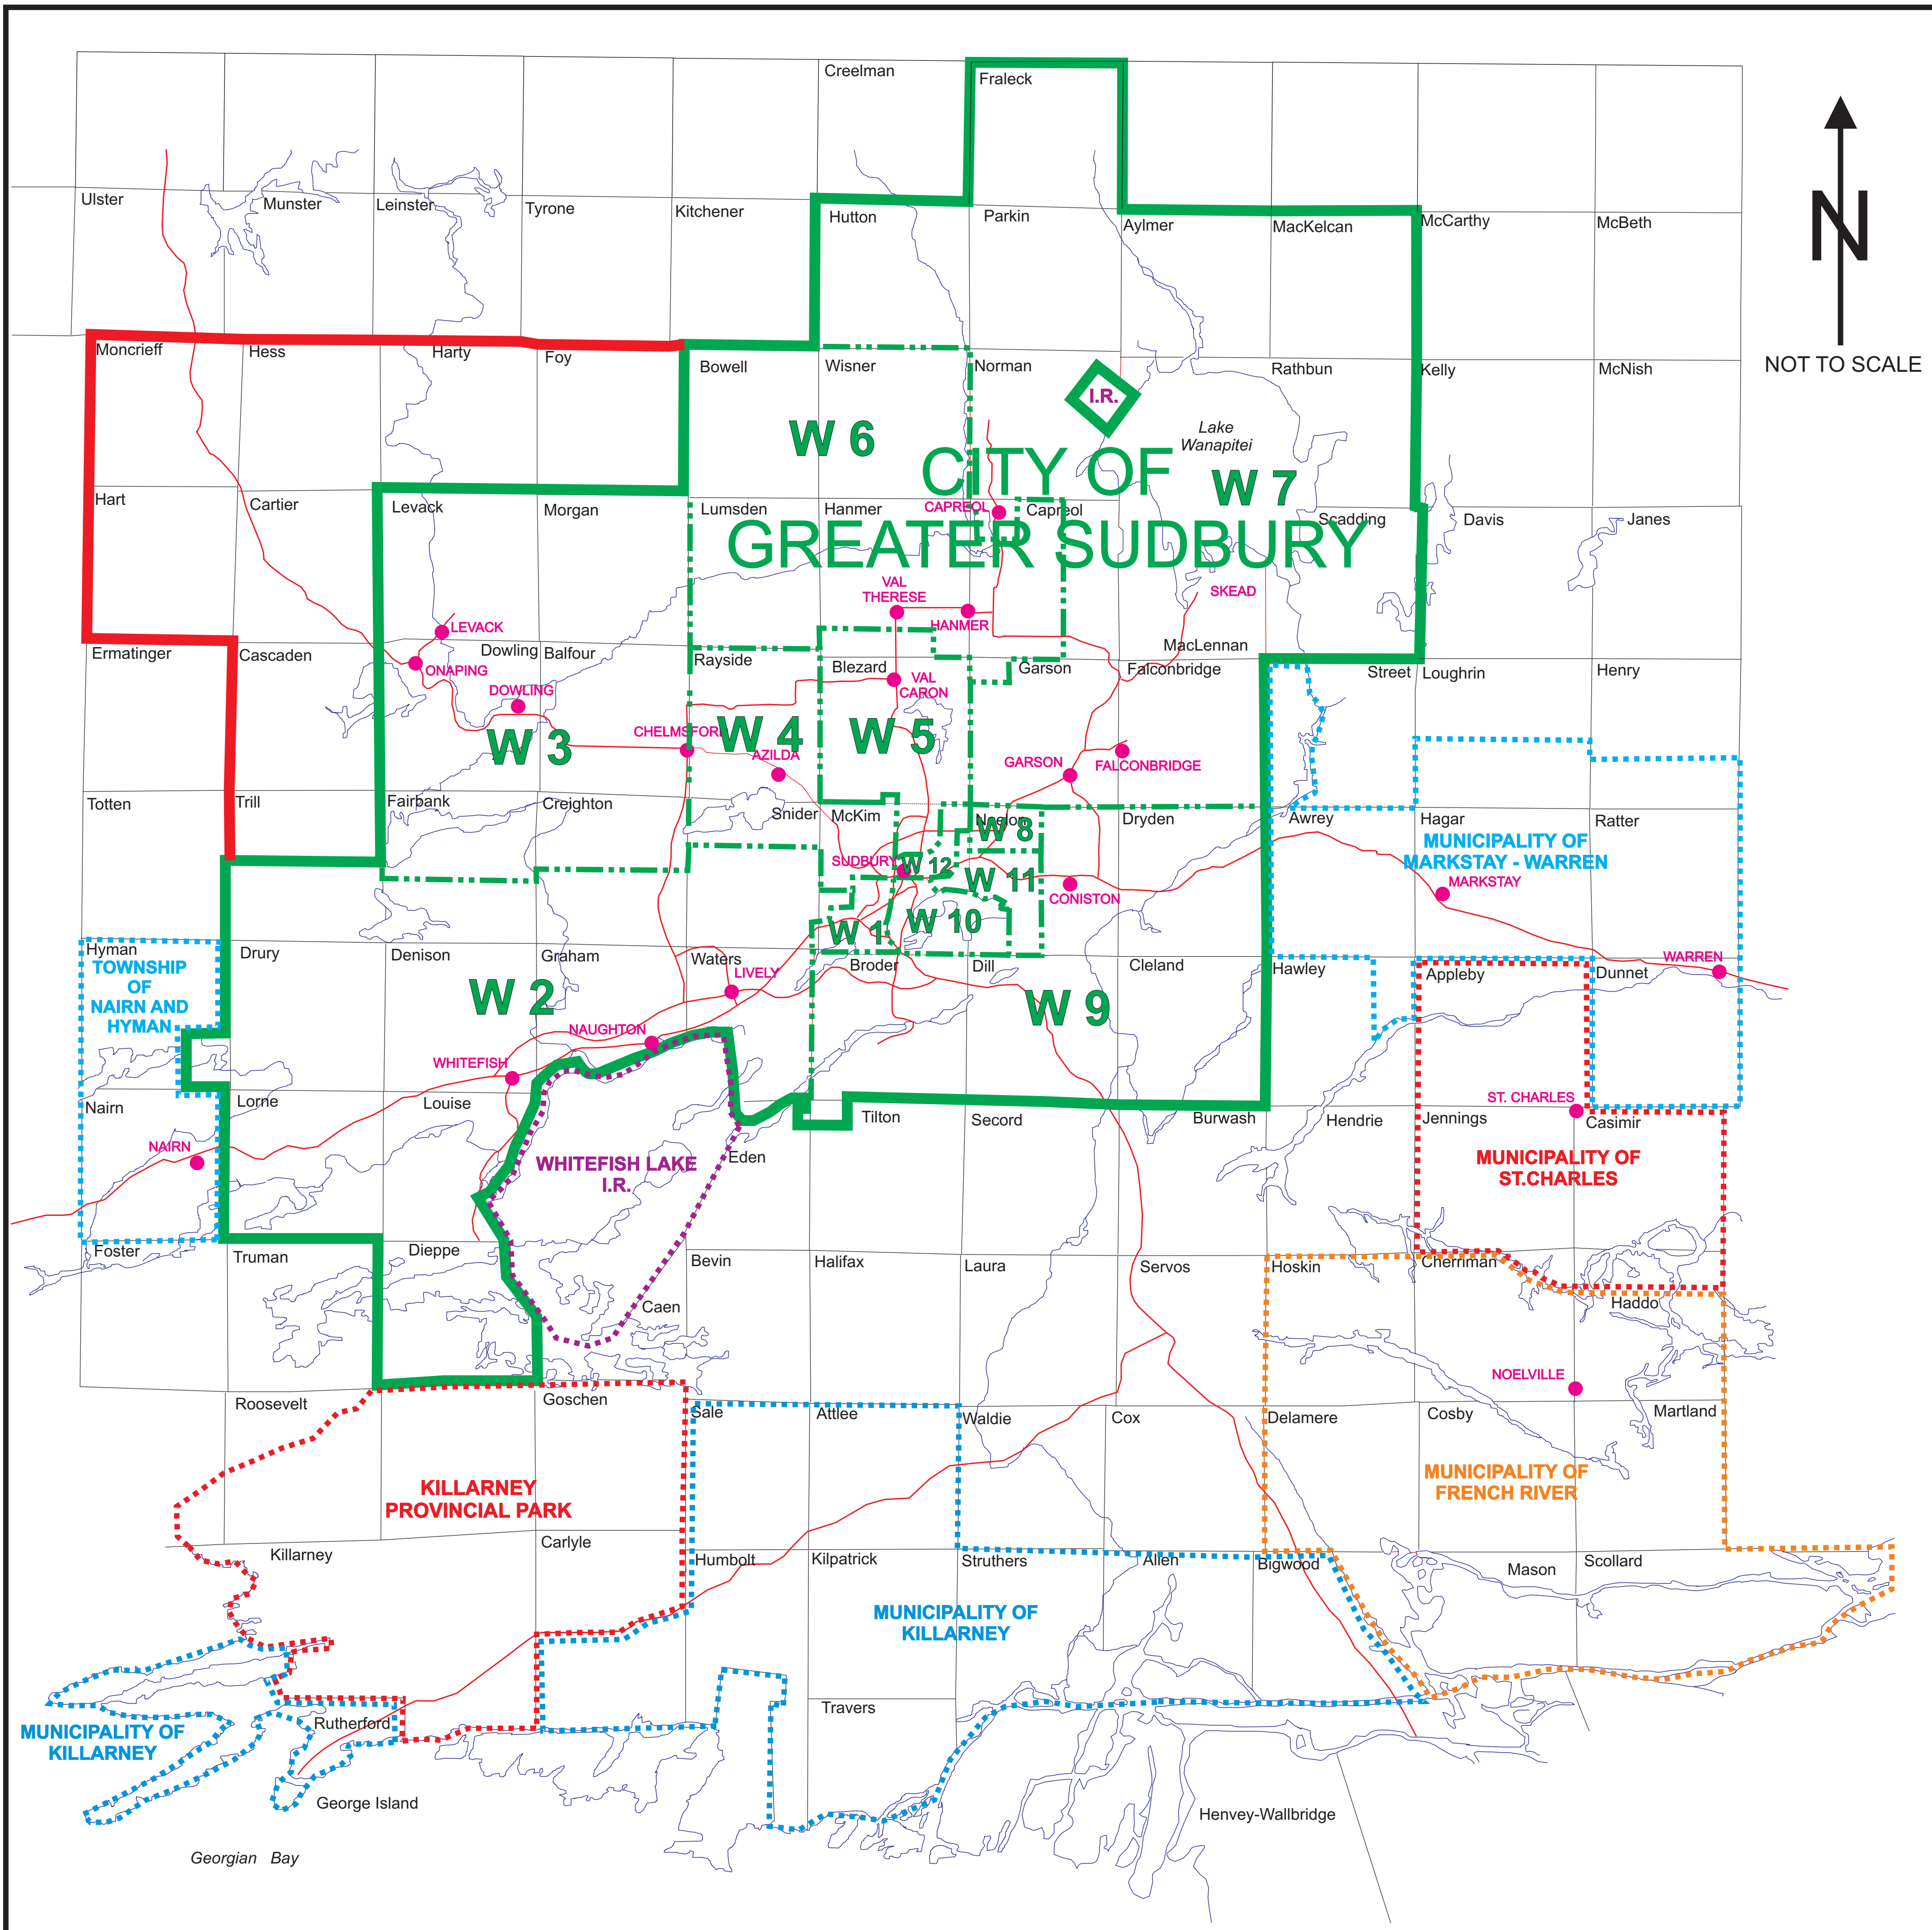 Creelman
Fraleck
Ulster
Munster
Leinster
Tyrone
Kitchener
Hutton
Parkin
Aylmer
MacKelcan
McCarthy
McBeth
N
NOT TO SCALE
Moncrieff
Hess
Harty
Foy
Bowell
Wisner
Norman
I.R.
Rathbun
Kelly
McNish
Lake
Wanapitei
W 6
CITY OF
GREATER SUDBURY
W 7
Hart
Cartier
Levack
Morgan
Lumsden
Hanmer
CAPREOL
Capreol
Scadding
Davis
Janes
VAL
THERESE
HANMER
SKEAD
LEVACK
ONAPING
DOWLING
Ermatinger
Cascaden
Dowling
Balfour
Rayside
Blezard
VAL
CARON
Garson
MacLennan
Falconbridge
Street
Loughrin
Henry
W 3
CHELMSFORD
W 4
AZILDA
W 5
GARSON
FALCONBRIDGE
Totten
Trill
Fairbank
Creighton
Snider
McKim
Neelon
W 8
Dryden
Awrey
Hagar
Ratter
MUNICIPALITY OF
MARKSTAY - WARREN
MARKSTAY
SUDBURY
W 12
W 11
CONISTON
W 10
W 1
Hyman
TOWNSHIP
OF
NAIRN AND
HYMAN
Drury
Denison
Graham
Waters
LIVELY
Broder
Dill
Cleland
Hawley
Appleby
Dunnet
WARREN
W 2
W 9
NAUGHTON
WHITEFISH
Nairn
NAIRN
Lorne
Louise
Tilton
Secord
Burwash
Hendrie
Jennings
ST. CHARLES
Casimir
WHITEFISH LAKE
I.R.
Eden
MUNICIPALITY OF
ST.CHARLES
Foster
Truman
Dieppe
Bevin
Halifax
Laura
Servos
Hoskin
Cherriman
Haddo
Caen
NOELVILLE
Roosevelt
Goschen
Sale
Attlee
Waldie
Cox
Delamere
Cosby
Martland
KILLARNEY
PROVINCIAL PARK
MUNICIPALITY OF
FRENCH RIVER
Killarney
Carlyle
Humbolt
Kilpatrick
Struthers
Allen
Bigwood
Mason
Scollard
MUNICIPALITY OF
KILLARNEY
Travers
Rutherford
MUNICIPALITY OF
KILLARNEY
George Island
Henvey-Wallbridge
Georgian Bay